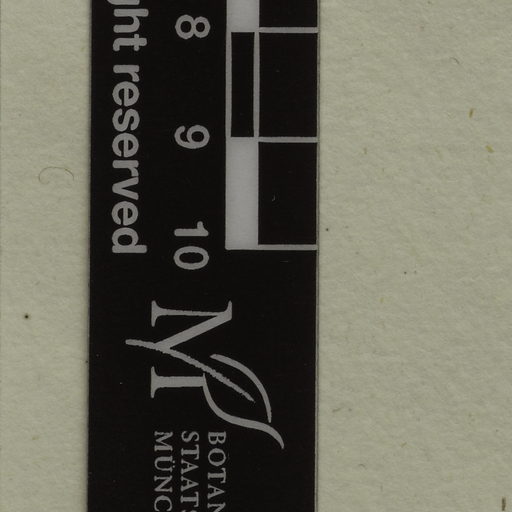 ght reserved
8 9 10
M
BOTAN
STAATS
MÜNC